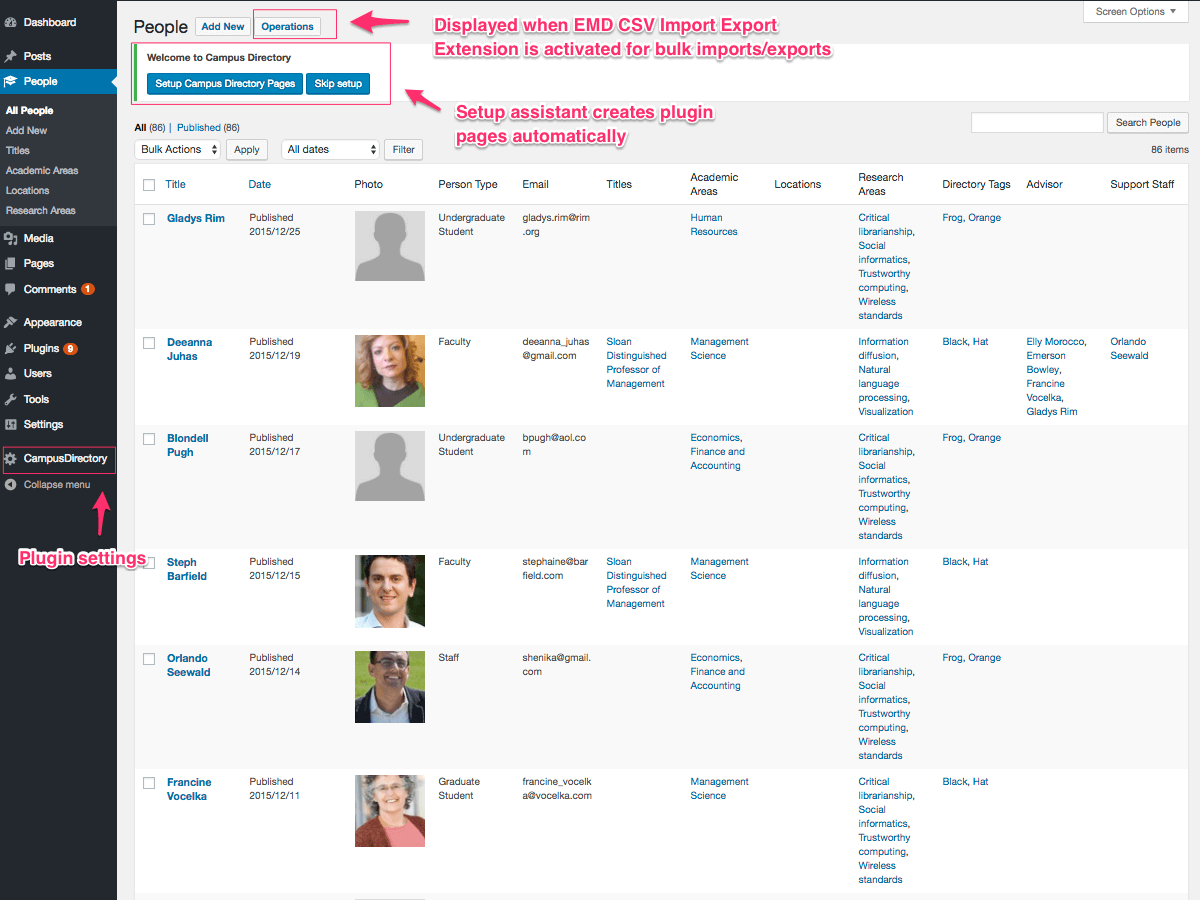 Dashboard
Posts
People
All People
Add New
Titles
Academic Areas
Locations
Research Areas
Media
Pages
Comments 1
Appearance
Plugins 9
Users
Tools
Settings
CampusDirectory
Collapse menu
Plugin settings
Screen Options
People Add New Operations
Displayed when EMD CSV Import Export
Extension is activated for bulk imports/exports
Welcome to Campus Directory
Setup Campus Directory Pages Skip setup
Setup assistant creates plugin
pages automatically
All (86) | Published (86)
Search People
Bulk Actions Apply All dates Filter
86 items
Title Date Photo Person Type Email Titles Academic Areas Locations Research Areas Directory Tags Advisor Support Staff
Gladys Rim
Published
2015/12/25
Undergraduate
Student
gladys.rim@rim
.org
Human
Resources
Critical
librarianship,
Social
informatics,
Trustworthy
computing,
Wireless
standards
Frog, Orange
Deeanna
Juhas
Published
2015/12/19
Faculty
deeanna_juhas
@gmail.com
Sloan
Distinguished
Professor of
Management
Management
Science
Information
diffusion,
Natural
language
processing,
Visualization
Black, Hat
Elly Morocco,
Emerson
Bowley,
Francine
Vocelka,
Gladys Rim
Orlando
Seewald
Blondell
Pugh
Published
2015/12/17
Undergraduate
Student
bpugh@aol.co
m
Economics,
Finance and
Accounting
Critical
librarianship,
Social
informatics,
Trustworthy
computing,
Wireless
standards
Frog, Orange
Steph
Barfield
Published
2015/12/15
Faculty
stephaine@bar
field.com
Sloan
Distinguished
Professor of
Management
Management
Science
Information
diffusion,
Natural
language
processing,
Visualization
Black, Hat
Orlando
Seewald
Published
2015/12/14
Staff
shenika@gmail.
com
Economics,
Finance and
Accounting
Critical
librarianship,
Social
informatics,
Trustworthy
computing,
Wireless
standards
Frog, Orange
Francine
Vocelka
Published
2015/12/11
Graduate
Student
francine_vocelk
a@vocelka.com
Management
Science
Critical
librarianship,
Social
informatics,
Trustworthy
computing,
Wireless
standards
Black, Hat